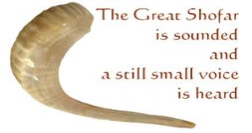 The Great Shofar
is sounded
and
a still small voice
is heard